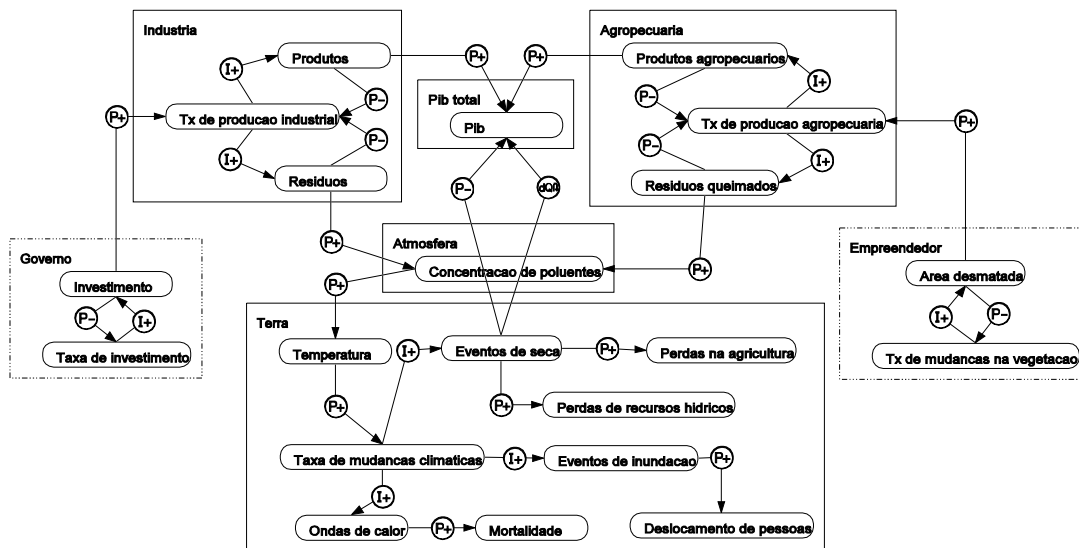 Industria
Agropecuaria
Produtos
P+
P+
Produtos agropecuarios
I+
P-
Pib total
P-
I+
P+
Tx de producao industrial
Pib
Tx de producao agropecuaria
P+
P-
P-
I+
I+
Residuos
P-
dQß
Residuos queimados
P+
Atmosfera
Governo
Empreendedor
Concentracao de poluentes
P+
Investimento
P+
Area desmatada
P-
I+
Terra
I+
P-
Taxa de investimento
Temperatura
I+
Eventos de seca
P+
Perdas na agricultura
Tx de mudancas na vegetacao
P+
P+
Perdas de recursos hidricos
Taxa de mudancas climaticas
I+
Eventos de inundacao
P+
I+
Ondas de calor
P+
Mortalidade
Deslocamento de pessoas